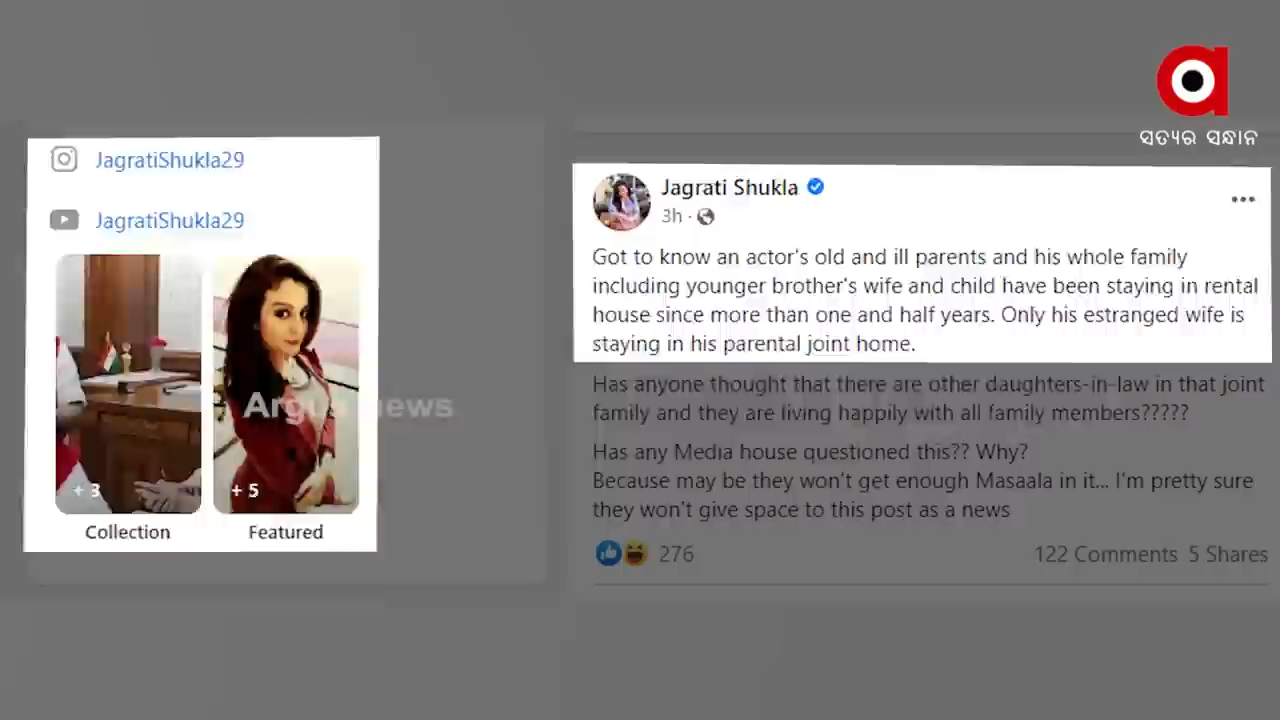 ସତ୍ୟର ସନ୍ଧାନ
JagratiShukla29
JagratiShukla29
+ 3
+ 5
Collection
Featured
Argus News
Jagrati Shukla
3h ·
Got to know an actor's old and ill parents and his whole family
including younger brother's wife and child have been staying in rental
house since more than one and half years. Only his estranged wife is
staying in his parental joint home.
Has anyone thought that there are other daughters-in-law in that joint
family and they are living happily with all family members?????
Has any Media house questioned this?? Why?
Because may be they won't get enough Masaala in it... I'm pretty sure
they won't give space to this post as a news
276
122 Comments 5 Shares